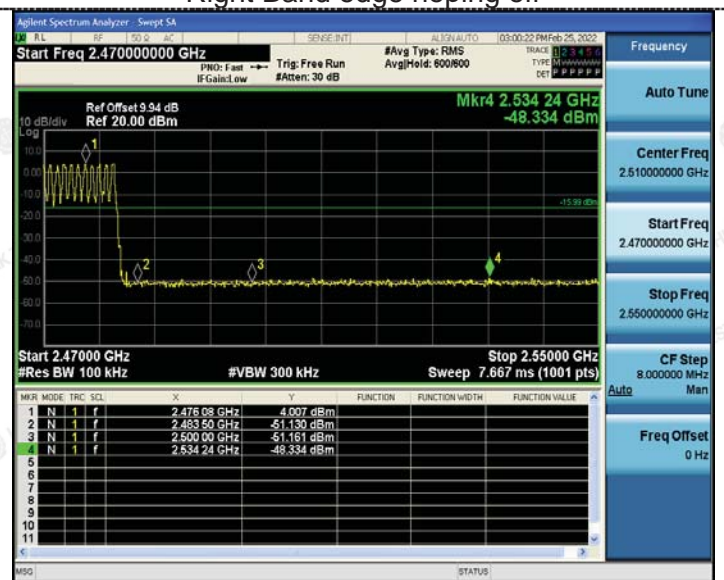 Right Band edge hoping off
Agilent Spectrum Analyzer - Swept SA
RL RF 50 Ω AC SENSE:INT ALIGN AUTO 03:00:22 PM Feb 25, 2022
Start Freq 2.470000000 GHz
PNO: Fast
IFGain:Low
Trig: Free Run
#Atten: 30 dB
#Avg Type: RMS
Avg|Hold: 600/600
TRACE 1 2 3 4 5 6
TYPE
DET P P P P P P
Ref Offset 9.94 dB
10 dB/div Ref 20.00 dBm
Log
Mkr4 2.534 24 GHz
-48.334 dBm
10.0
0.00
-10.0
-20.0
-30.0
-40.0
-50.0
-60.0
-70.0
1
-15.99 dBm
2
3
4
Start 2.47000 GHz Stop 2.55000 GHz
#Res BW 100 kHz #VBW 300 kHz Sweep 7.667 ms (1001 pts)
MKR MODE TRC SCL X Y FUNCTION FUNCTION WIDTH FUNCTION VALUE
1 N 1 f 2.476 08 GHz 4.007 dBm
2 N 1 f 2.483 50 GHz -51.130 dBm
3 N 1 f 2.500 00 GHz -51.161 dBm
4 N 1 f 2.534 24 GHz -48.334 dBm
5
6
7
8
9
10
11
MSG STATUS
Frequency
Auto Tune
Center Freq
2.510000000 GHz
Start Freq
2.470000000 GHz
Stop Freq
2.550000000 GHz
CF Step
8.000000 MHz
Auto Man
Freq Offset
0 Hz